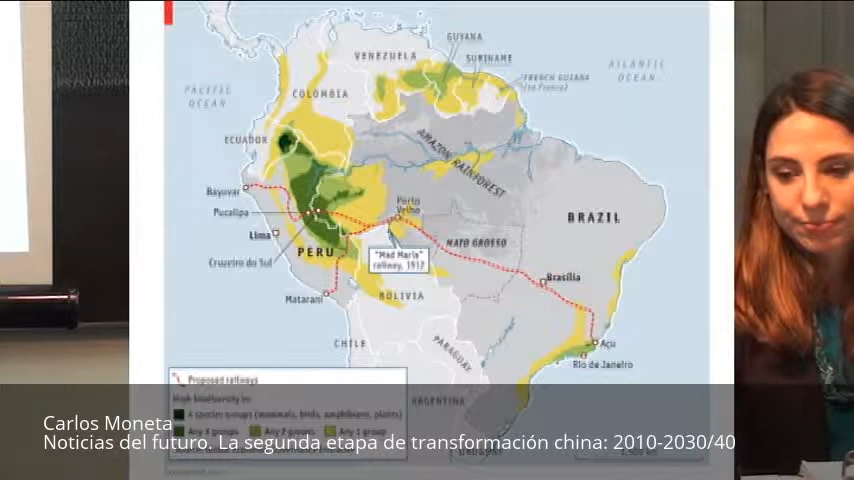 GUYANA
VENEZUELA
SURINAME
ATLANTIC
OCEAN
FRENCH GUIANA
(to France)
PACIFIC
OCEAN
COLOMBIA
AMAZON RAINFOREST
ECUADOR
Bayovar
Porto
Velho
Pucallpa
BRAZIL
Lima
MATO GROSSO
PERU
"Mad Maria"
railway, 1912
Cruzeiro do Sul
Brasília
Matarani
BOLIVIA
CHILE
PARAGUAY
Açu
Rio de Janeiro
Proposed railways
High biodiversity in:
4 species groups (mammals, birds, amphibians, plants)
Any 3 groups
Any 2 groups
Any 1 group
ARGENTINA
URUGUAY
Carlos Moneta
Noticias del futuro. La segunda etapa de transformación china: 2010-2030/40